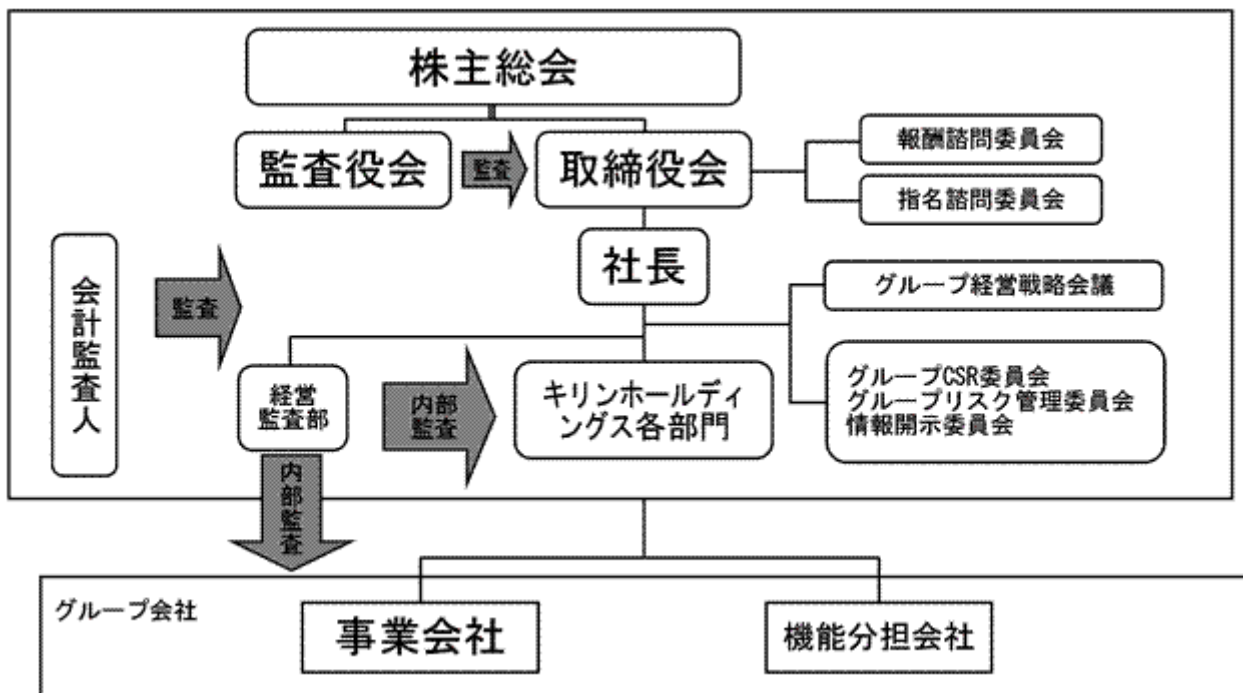 株主総会
監査役会
監査
取締役会
報酬諮問委員会
指名諮問委員会
社長
会計監査人
監査
グループ経営戦略会議
経営
監査部
内部
監査
キリンホールディ
ングス各部門
グループCSR委員会
グループリスク管理委員会
情報開示委員会
内部監査
グループ会社
事業会社
機能分担会社